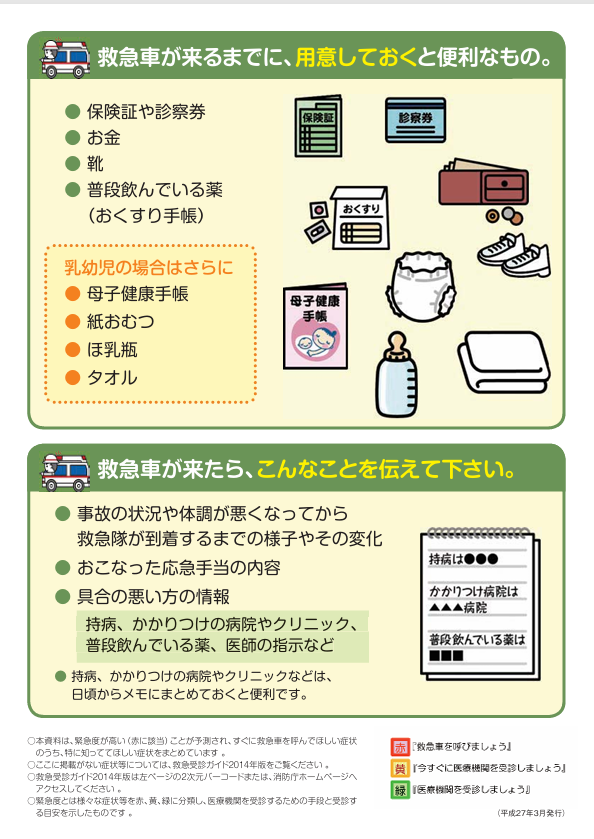 救急車が来るまでに、用意しておくと便利なもの。
● 保険証や診察券
● お金
● 靴
● 普段飲んでいる薬
（おくすり手帳）
乳幼児の場合はさらに
● 母子健康手帳
● 紙おむつ
● ほ乳瓶
● タオル
保険証
診察券
おくすり
母子健康
手帳
救急車が来たら、こんなことを伝えて下さい。
● 事故の状況や体調が悪くなってから
救急隊が到着するまでの様子やその変化
● おこなった応急手当の内容
● 具合の悪い方の情報
持病、かかりつけの病院やクリニック、
普段飲んでいる薬、医師の指示など
● 持病、かかりつけの病院やクリニックなどは、
日頃からメモにまとめておくと便利です。
持病は●●●
かかりつけ病院は
▲▲▲病院
普段飲んでいる薬は
■■■
○本資料は、緊急度が高い(赤に該当)ことが予測され、すぐに救急車を呼んでほしい症状
のうち、特に知っててほしい症状をまとめています 。
○ここに掲載がない症状等については、救急受診ガイド2014年版をご覧ください 。
○救急受診ガイド2014年版は左ページの2次元バーコードまたは、消防庁ホームページへ
アクセスしてください 。
○緊急度とは様々な症状等を赤、黄、緑に分類し、医療機関を受診するための手段と受診す
る目安を示したものです 。
赤 『救急車を呼びましょう』
黄 『今すぐに医療機関を受診しましょう』
緑 『医療機関を受診しましょう』
（平成27年3月発行）